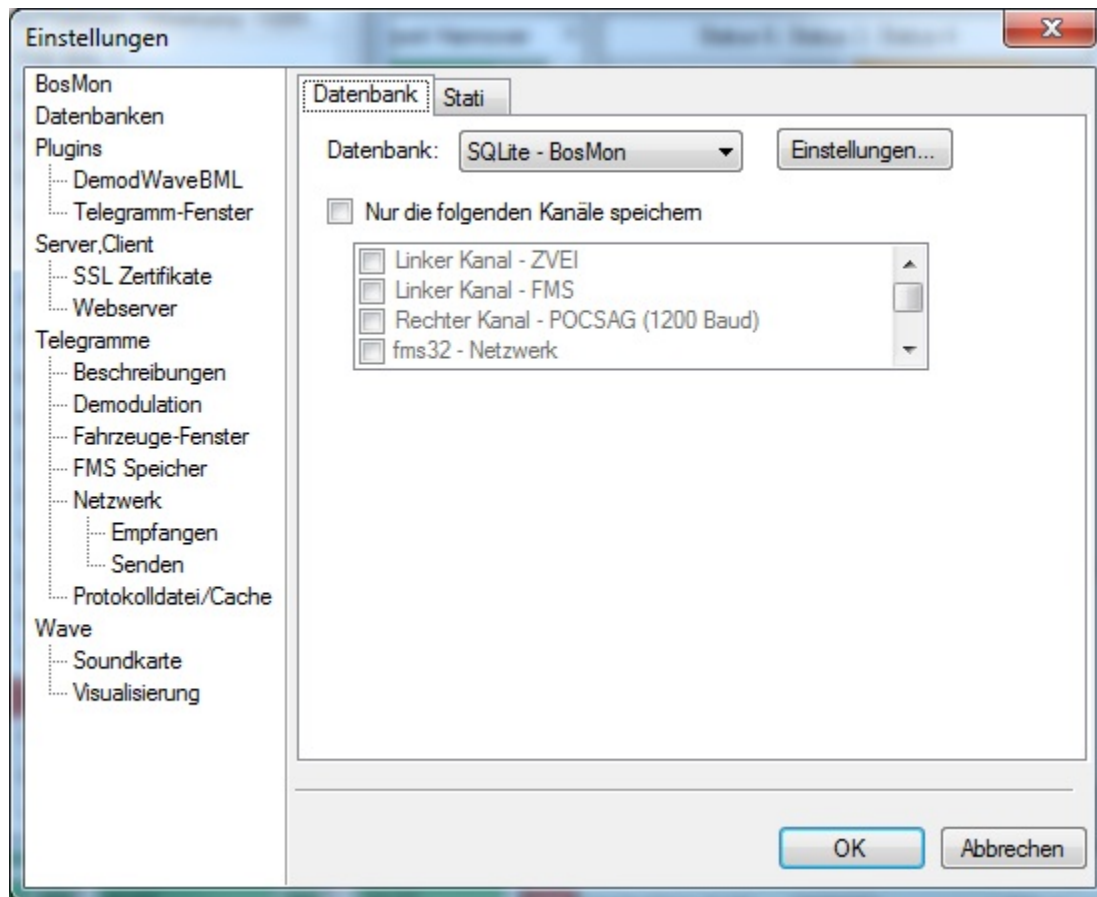 Einstellungen
BosMon
Datenbanken
Plugins
DemodWaveBML
Telegramm-Fenster
Server,Client
SSL Zertifikate
Webserver
Telegramme
Beschreibungen
Demodulation
Fahrzeuge-Fenster
FMS Speicher
Netzwerk
Empfangen
Senden
Protokolldatei/Cache
Wave
Soundkarte
Visualisierung
Datenbank Stati
Datenbank: SQLite - BosMon Einstellungen...
Nur die folgenden Kanäle speichern
Linker Kanal - ZVEI
Linker Kanal - FMS
Rechter Kanal - POCSAG (1200 Baud)
fms32 - Netzwerk
OK Abbrechen